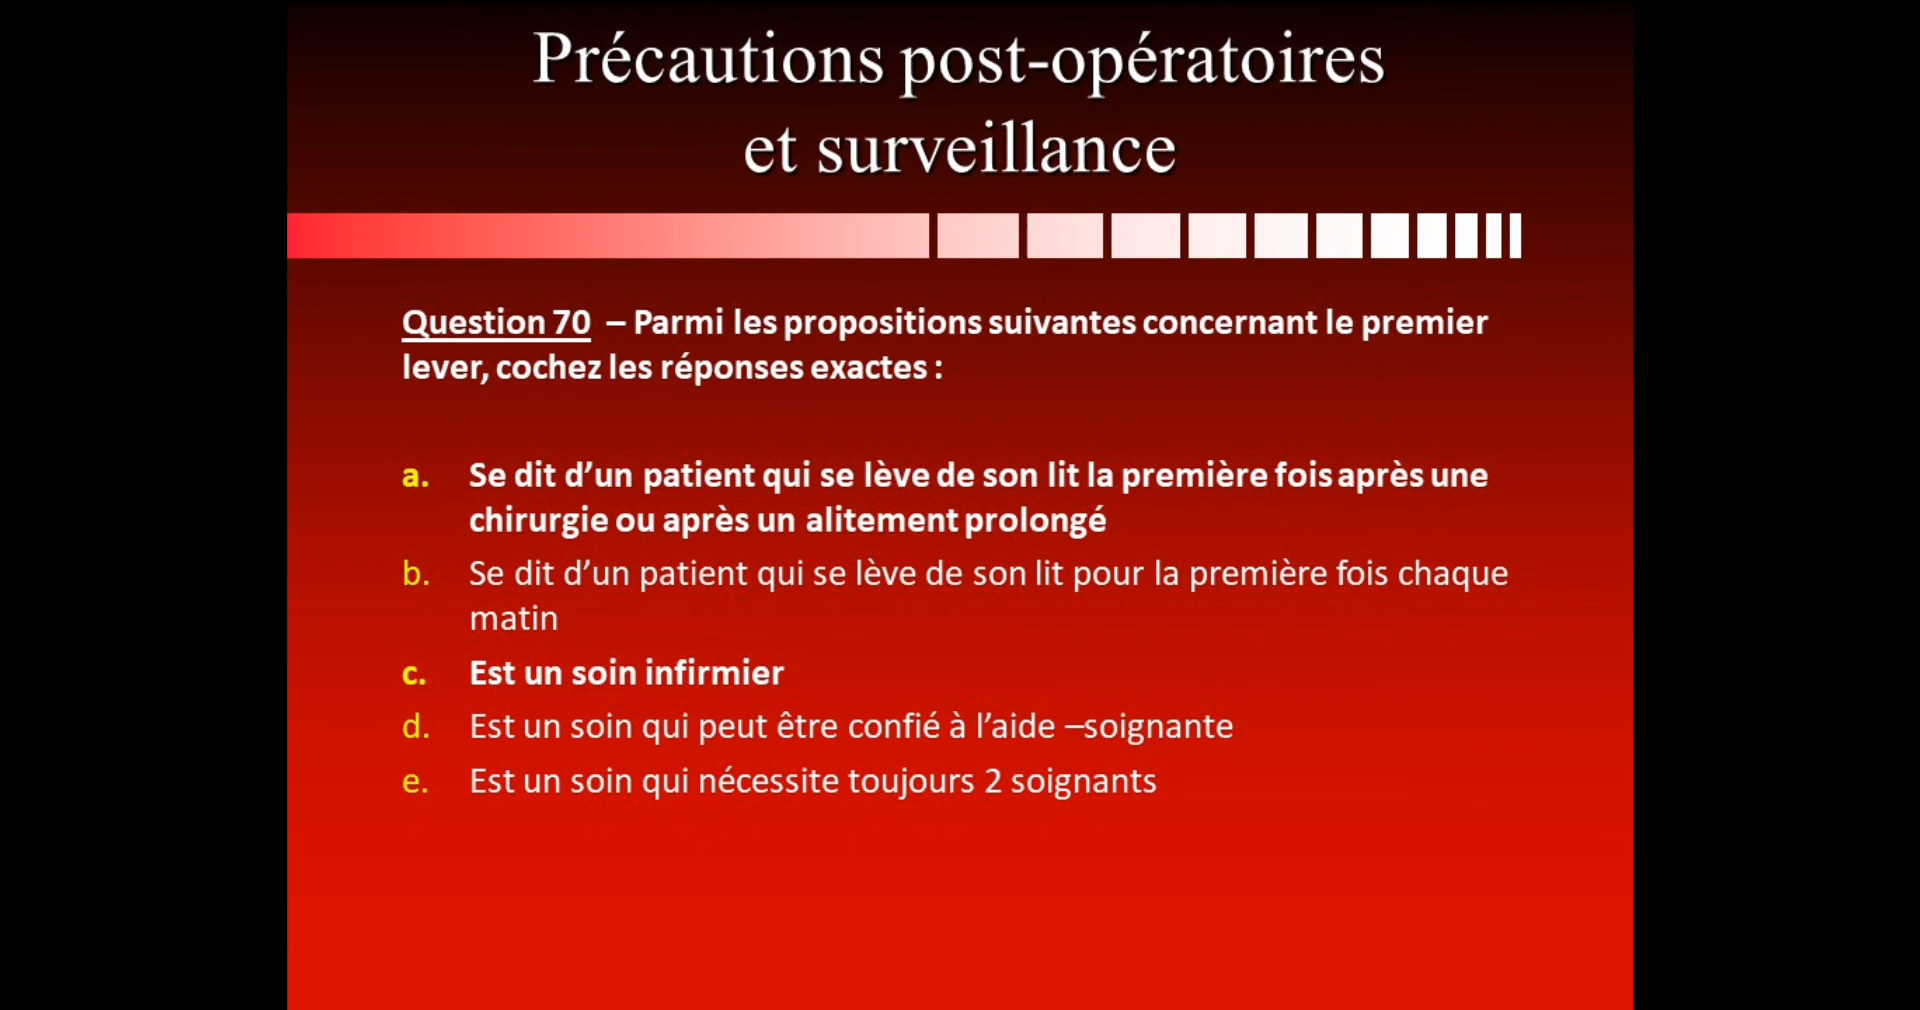 Précautions post-opératoires
et surveillance
Question 70 – Parmi les propositions suivantes concernant le premier
lever, cochez les réponses exactes :
a. Se dit d’un patient qui se lève de son lit la première fois après une
chirurgie ou après un alitement prolongé
b. Se dit d’un patient qui se lève de son lit pour la première fois chaque
matin
c. Est un soin infirmier
d. Est un soin qui peut être confié à l’aide –soignante
e. Est un soin qui nécessite toujours 2 soignants